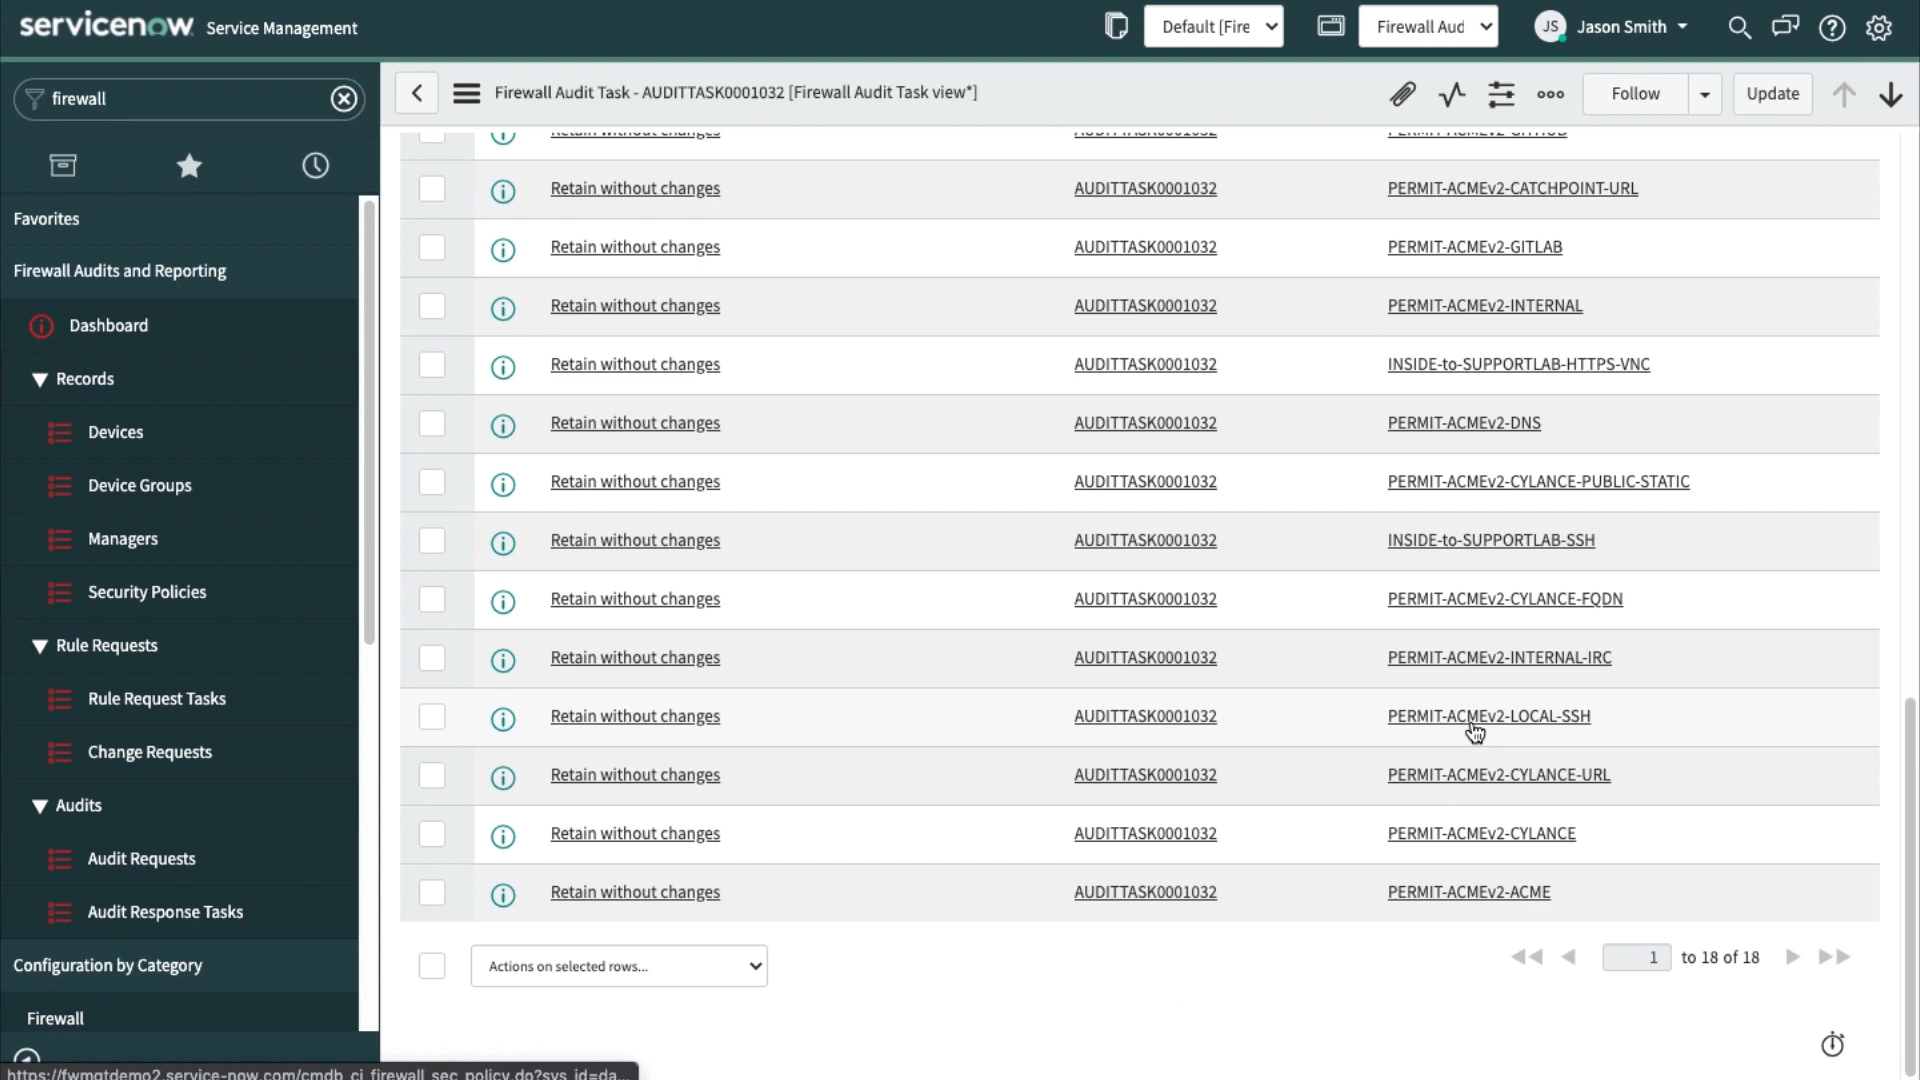 servicenow Service Management
Default [Fire
Firewall Aud
JS Jason Smith
firewall
Firewall Audit Task - AUDITTASK0001032 [Firewall Audit Task view*]
Follow
Update
Favorites
Firewall Audits and Reporting
Dashboard
Records
Devices
Device Groups
Managers
Security Policies
Rule Requests
Rule Request Tasks
Change Requests
Audits
Audit Requests
Audit Response Tasks
Configuration by Category
Firewall
Retain without changes AUDITTASK0001032 PERMIT-ACMEv2-GITHUB
Retain without changes AUDITTASK0001032 PERMIT-ACMEv2-CATCHPOINT-URL
Retain without changes AUDITTASK0001032 PERMIT-ACMEv2-GITLAB
Retain without changes AUDITTASK0001032 PERMIT-ACMEv2-INTERNAL
Retain without changes AUDITTASK0001032 INSIDE-to-SUPPORTLAB-HTTPS-VNC
Retain without changes AUDITTASK0001032 PERMIT-ACMEv2-DNS
Retain without changes AUDITTASK0001032 PERMIT-ACMEv2-CYLANCE-PUBLIC-STATIC
Retain without changes AUDITTASK0001032 INSIDE-to-SUPPORTLAB-SSH
Retain without changes AUDITTASK0001032 PERMIT-ACMEv2-CYLANCE-FQDN
Retain without changes AUDITTASK0001032 PERMIT-ACMEv2-INTERNAL-IRC
Retain without changes AUDITTASK0001032 PERMIT-ACMEv2-LOCAL-SSH
Retain without changes AUDITTASK0001032 PERMIT-ACMEv2-CYLANCE-URL
Retain without changes AUDITTASK0001032 PERMIT-ACMEv2-CYLANCE
Retain without changes AUDITTASK0001032 PERMIT-ACMEv2-ACME
Actions on selected rows...
1 to 18 of 18
https://fwmgtdemo2.service-now.com/cmdb_ci_firewall_sec_policy.do?sys_id=da...